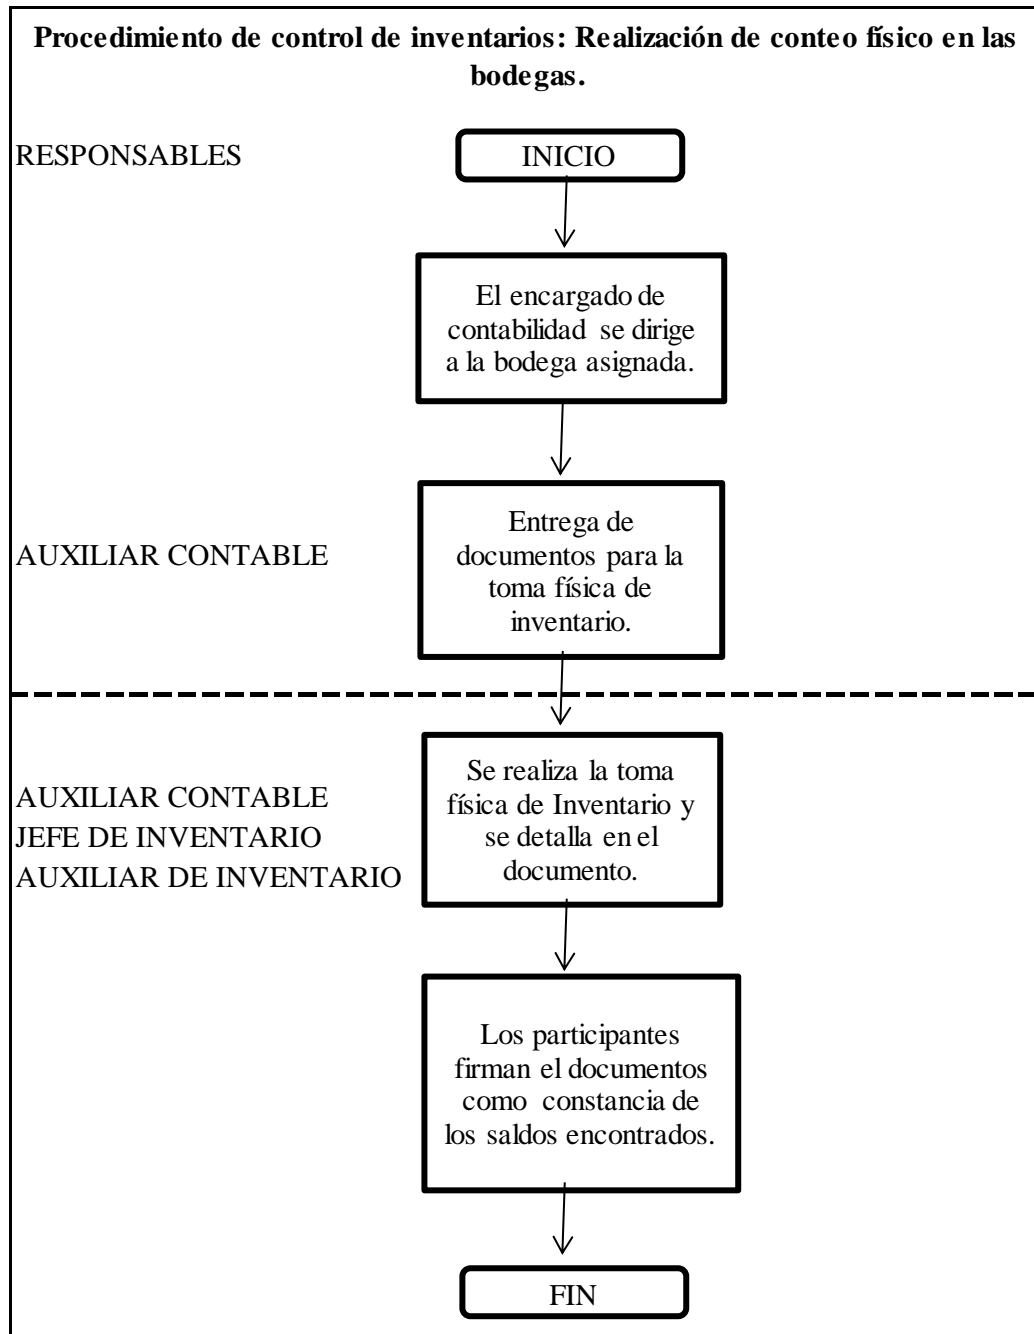 Procedimiento de control de inventarios: Realización de conteo físico en las
bodegas.
RESPONSABLES
INICIO
El encargado de
contabilidad se dirige
a la bodega asignada.
AUXILIAR CONTABLE
Entrega de
documentos para la
toma física de
inventario.
AUXILIAR CONTABLE
JEFE DE INVENTARIO
AUXILIAR DE INVENTARIO
Se realiza la toma
física de Inventario y
se detalla en el
documento.
Los participantes
firman el documentos
como constancia de
los saldos encontrados.
FIN